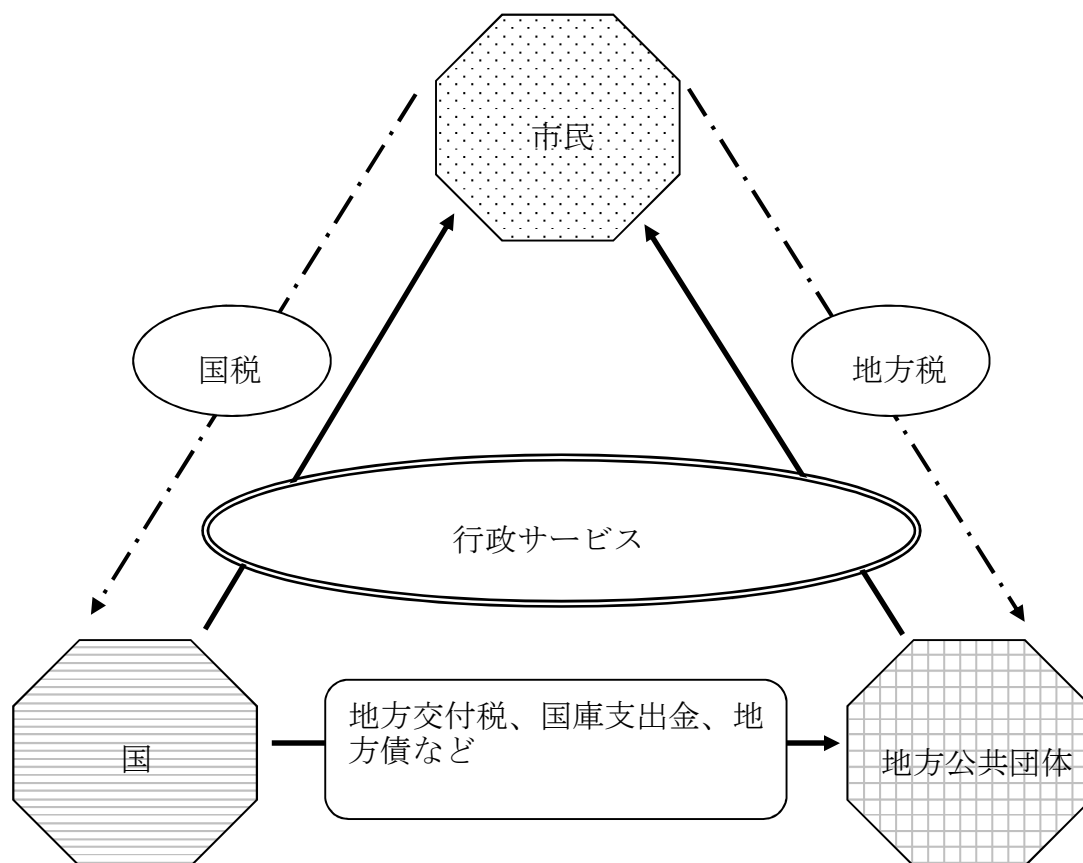 市民
国税
地方税
行政サービス
地方交付税、国庫支出金、地
方債など
国
地方公共団体